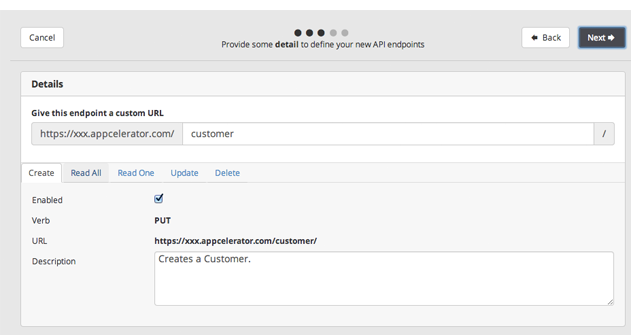 Cancel
Back
Next
Provide some detail to define your new API endpoints
Details
Give this endpoint a custom URL
https://xxx.appcelerator.com/ customer /
Create Read All Read One Update Delete
Enabled
Verb PUT
URL https://xxx.appcelerator.com/customer/
Description Creates a Customer.